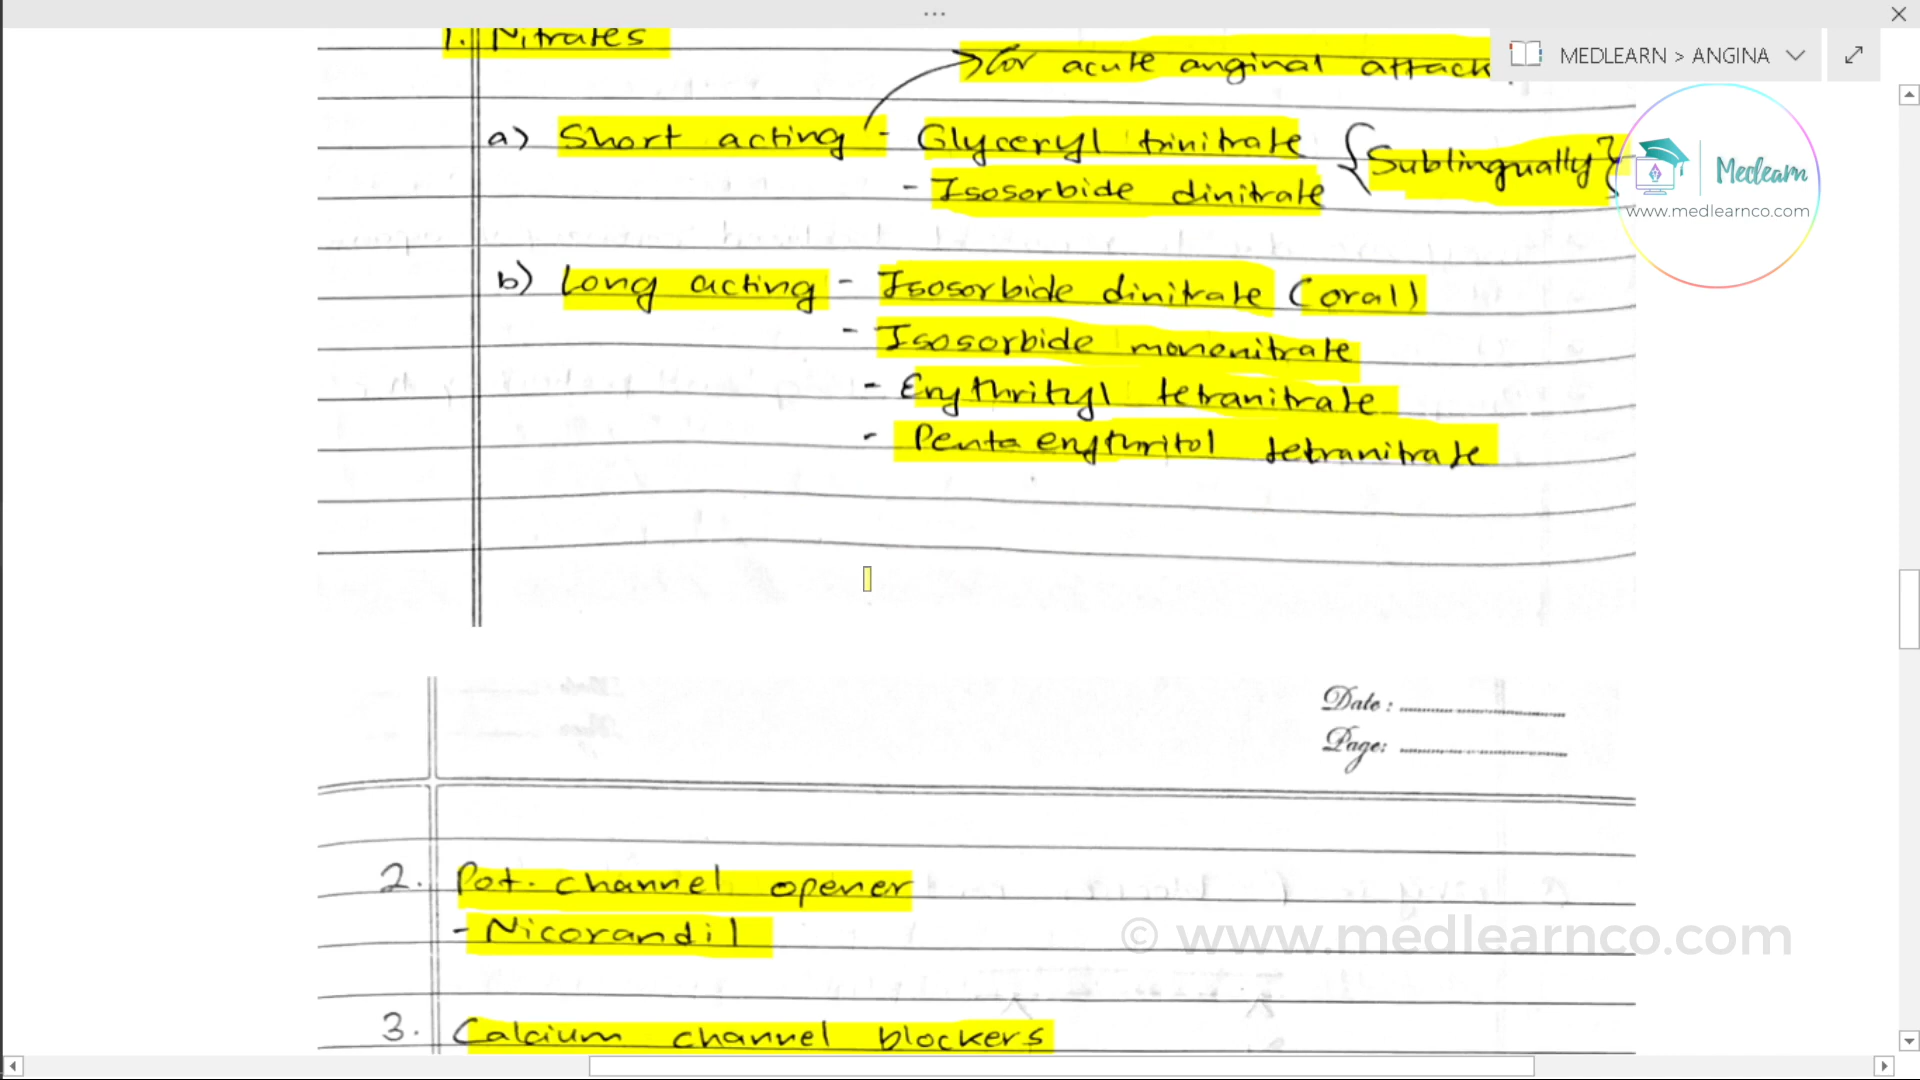 ...
MEDLEARN > ANGINA
1. Nitrates
for acute anginal attack
a) Short acting - Glyceryl trinitrate {Sublingually}
- Isosorbide dinitrate
Medlearn
www.medlearnco.com
b) Long acting - Isosorbide dinitrate (oral)
- Isosorbide mononitrate
- Erythrityl tetranitrate
- Penta erythritol tetranitrate
Date :
Page:
2. Pot. channel opener
- Nicorandil
© www.medlearnco.com
3. Calcium channel blockers